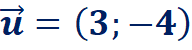 u⃗ = (3; −4)